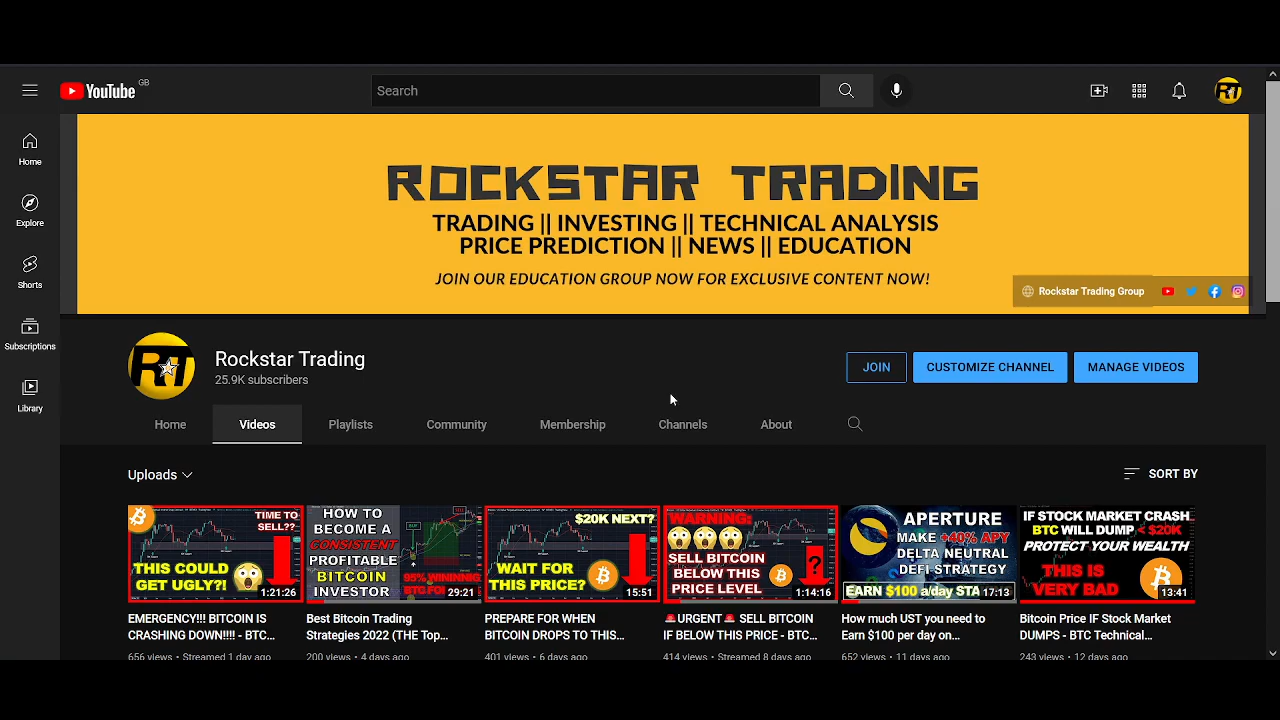 YouTube GB
Search
RT
Home
Explore
Shorts
Subscriptions
Library
ROCKSTAR TRADING
TRADING || INVESTING || TECHNICAL ANALYSIS
PRICE PREDICTION || NEWS || EDUCATION
JOIN OUR EDUCATION GROUP NOW FOR EXCLUSIVE CONTENT NOW!
Rockstar Trading Group
RT
Rockstar Trading
25.9K subscribers
JOIN
CUSTOMIZE CHANNEL
MANAGE VIDEOS
Home
Videos
Playlists
Community
Membership
Channels
About
Uploads
SORT BY
TIME TO
SELL??
THIS COULD
GET UGLY?!
1:21:26
EMERGENCY!!! BITCOIN IS
CRASHING DOWN!!!! - BTC...
656 views • Streamed 1 day ago
HOW TO
BECOME A
CONSISTENT
PROFITABLE
BITCOIN
INVESTOR
BUY
SELL
29:21
Best Bitcoin Trading
Strategies 2022 (THE Top...
200 views • 4 days ago
$20K NEXT?
WAIT FOR
THIS PRICE?
15:51
PREPARE FOR WHEN
BITCOIN DROPS TO THIS...
401 views • 6 days ago
WARNING:
SELL BITCOIN
BELOW THIS
PRICE LEVEL
?
1:14:16
🚨URGENT🚨 SELL BITCOIN
IF BELOW THIS PRICE - BTC...
414 views • Streamed 8 days ago
APERTURE
MAKE +40% APY
DELTA NEUTRAL
DEFI STRATEGY
EARN $100 a/day STA
17:13
How much UST you need to
Earn $100 per day on...
652 views • 11 days ago
IF STOCK MARKET CRASH
BTC WILL DUMP < $20K
PROTECT YOUR WEALTH
THIS IS
VERY BAD
13:41
Bitcoin Price IF Stock Market
DUMPS - BTC Technical...
243 views • 12 days ago